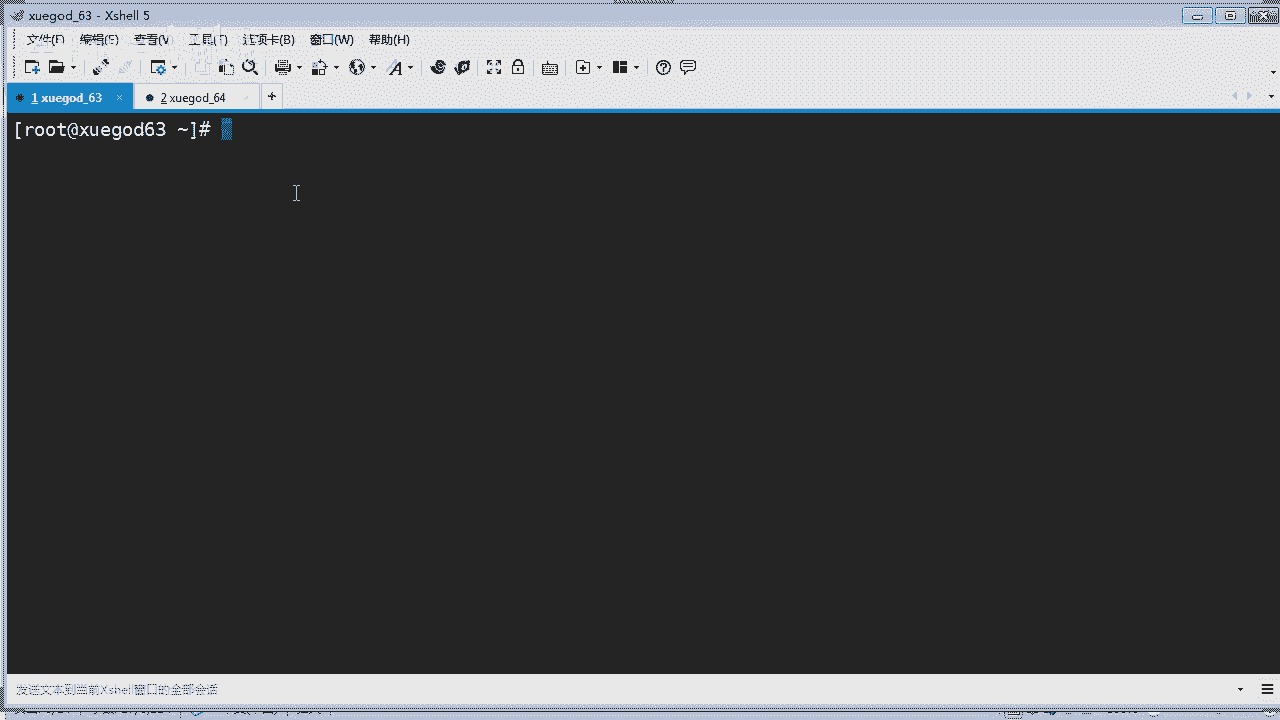 xuegod_63 - Xshell 5
文件(F) 编辑(E) 查看(V) 工具(T) 选项卡(B) 窗口(W) 帮助(H)
1 xuegod_63 × 2 xuegod_64 +
[root@xuegod63 ~]#
发送文本到当前Xshell窗口的全部会话